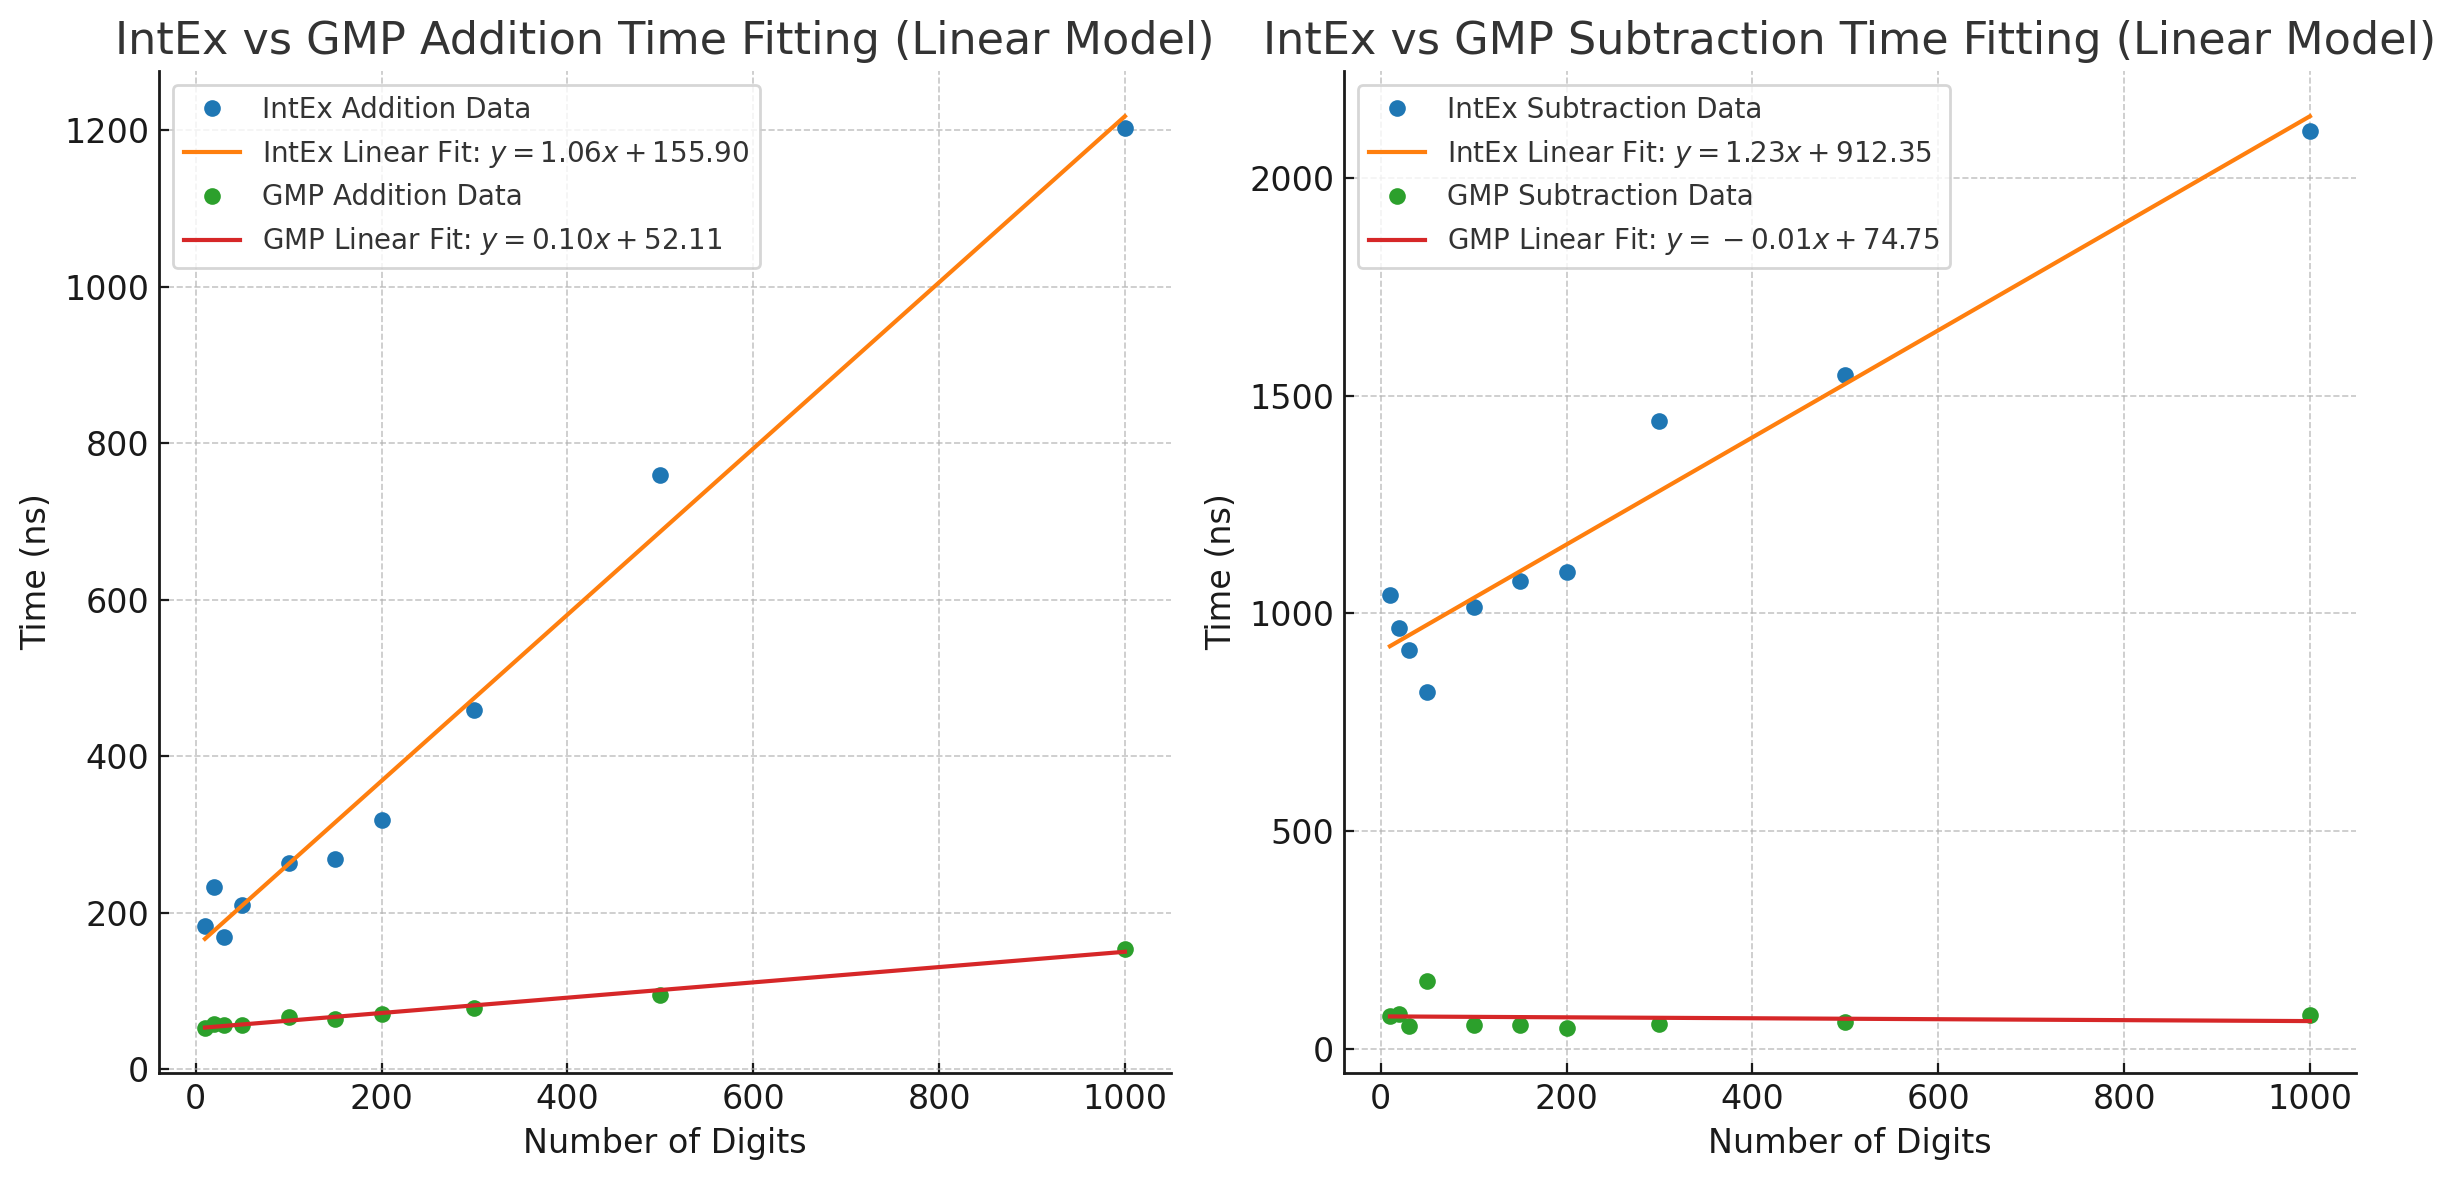 IntEx vs GMP Addition Time Fitting (Linear Model)
IntEx Addition Data
IntEx Linear Fit: y = 1.06x + 155.90
GMP Addition Data
GMP Linear Fit: y = 0.10x + 52.11
Time (ns)
1200
1000
800
600
400
200
0
0 200 400 600 800 1000
Number of Digits
IntEx vs GMP Subtraction Time Fitting (Linear Model)
IntEx Subtraction Data
IntEx Linear Fit: y = 1.23x + 912.35
GMP Subtraction Data
GMP Linear Fit: y = −0.01x + 74.75
Time (ns)
2000
1500
1000
500
0
0 200 400 600 800 1000
Number of Digits